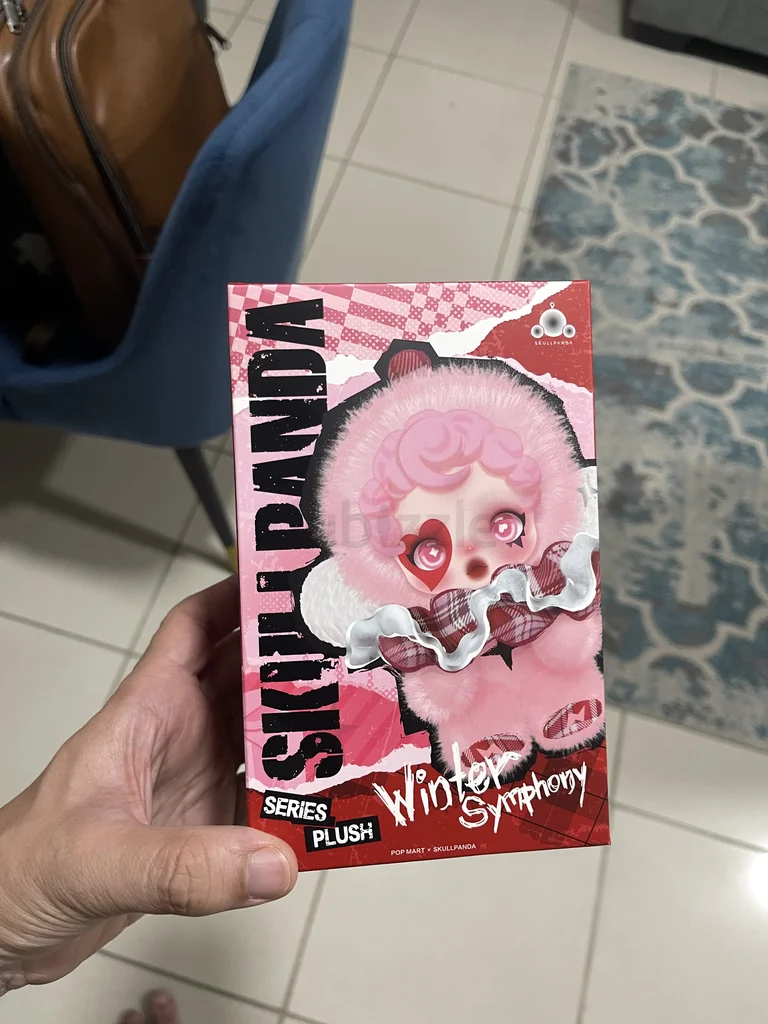 SKULLPANDA
SKULLPANDA
Winter
Symphony
SERIES
PLUSH
POP MART × SKULLPANDA